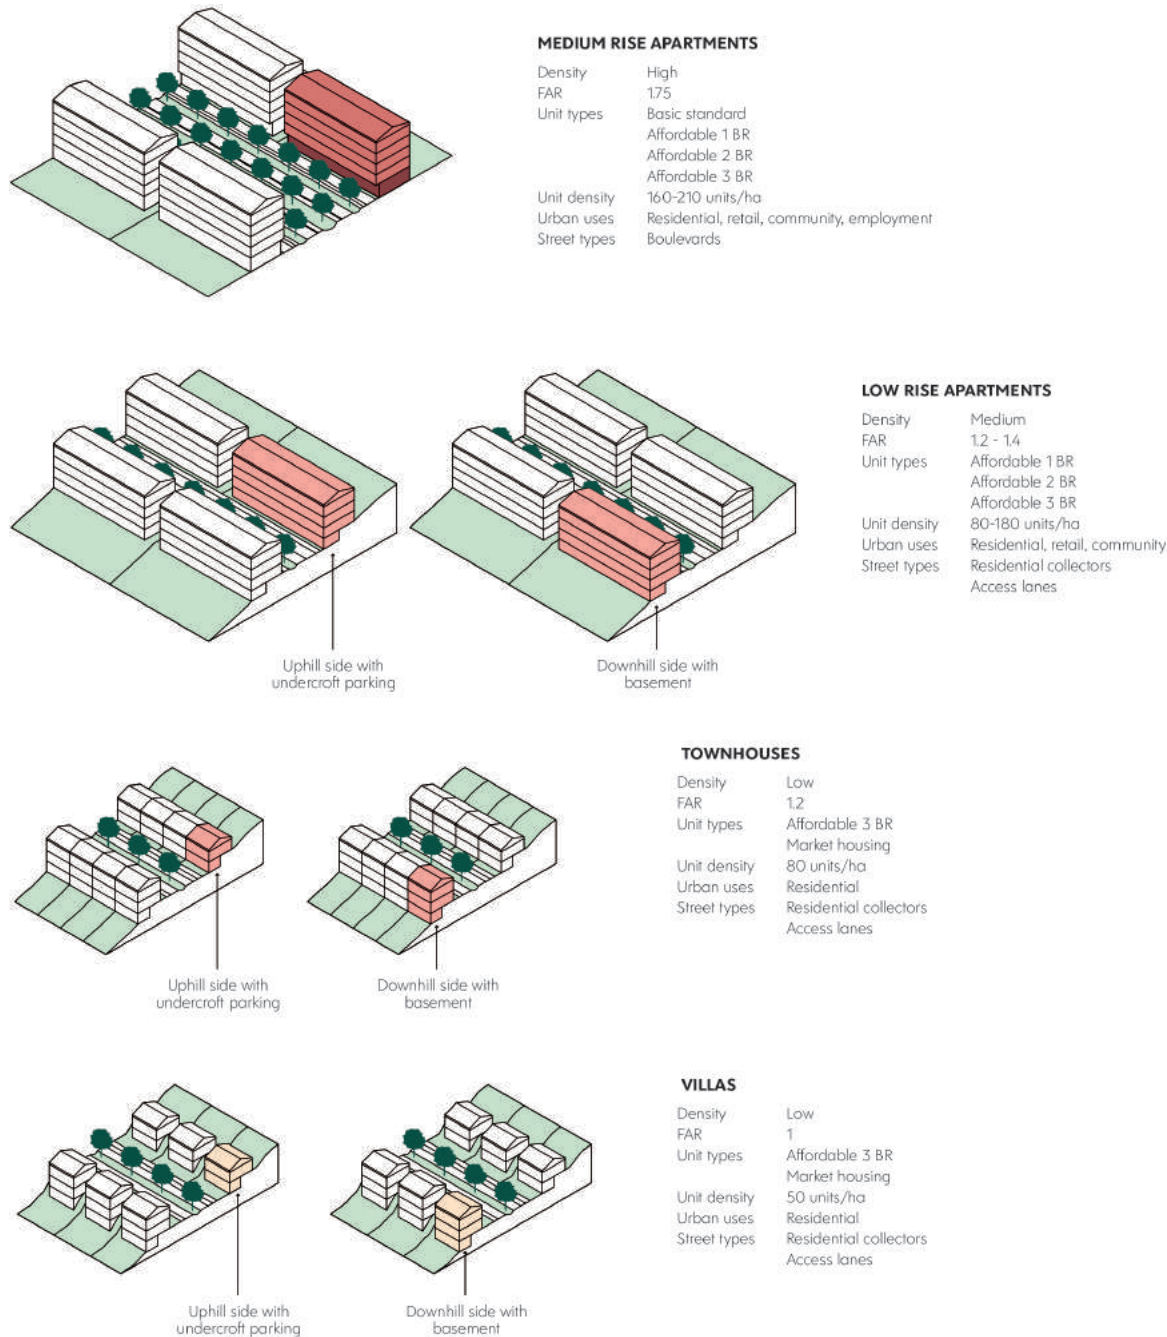 MEDIUM RISE APARTMENTS
Density High
FAR 1.75
Unit types Basic standard
Affordable 1 BR
Affordable 2 BR
Affordable 3 BR
Unit density 160-210 units/ha
Urban uses Residential, retail, community, employment
Street types Boulevards
LOW RISE APARTMENTS
Density Medium
FAR 1.2 - 1.4
Unit types Affordable 1 BR
Affordable 2 BR
Affordable 3 BR
Unit density 80-180 units/ha
Urban uses Residential, retail, community
Street types Residential collectors
Access lanes
Uphill side with
undercroft parking
Downhill side with
basement
TOWNHOUSES
Density Low
FAR 1.2
Unit types Affordable 3 BR
Market housing
Unit density 80 units/ha
Urban uses Residential
Street types Residential collectors
Access lanes
Uphill side with
undercroft parking
Downhill side with
basement
VILLAS
Density Low
FAR 1
Unit types Affordable 3 BR
Market housing
Unit density 50 units/ha
Urban uses Residential
Street types Residential collectors
Access lanes
Uphill side with
undercroft parking
Downhill side with
basement